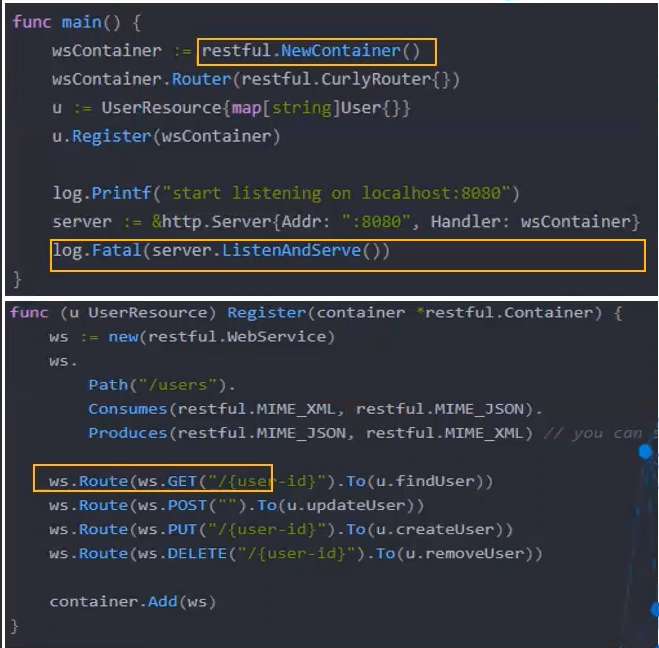 func main() {
    wsContainer := restful.NewContainer()
    wsContainer.Router(restful.CurlyRouter{})
    u := UserResource{map[string]User{}}
    u.Register(wsContainer)
    log.Printf("start listening on localhost:8080")
    server := &http.Server{Addr: ":8080", Handler: wsContainer}
    log.Fatal(server.ListenAndServe())
}
func (u UserResource) Register(container *restful.Container) {
    ws := new(restful.WebService)
    ws.
        Path("/users").
        Consumes(restful.MIME_XML, restful.MIME_JSON).
        Produces(restful.MIME_JSON, restful.MIME_XML) // you can s
    ws.Route(ws.GET("/{user-id}").To(u.findUser))
    ws.Route(ws.POST("").To(u.updateUser))
    ws.Route(ws.PUT("/{user-id}").To(u.createUser))
    ws.Route(ws.DELETE("/{user-id}").To(u.removeUser))
    container.Add(ws)
}